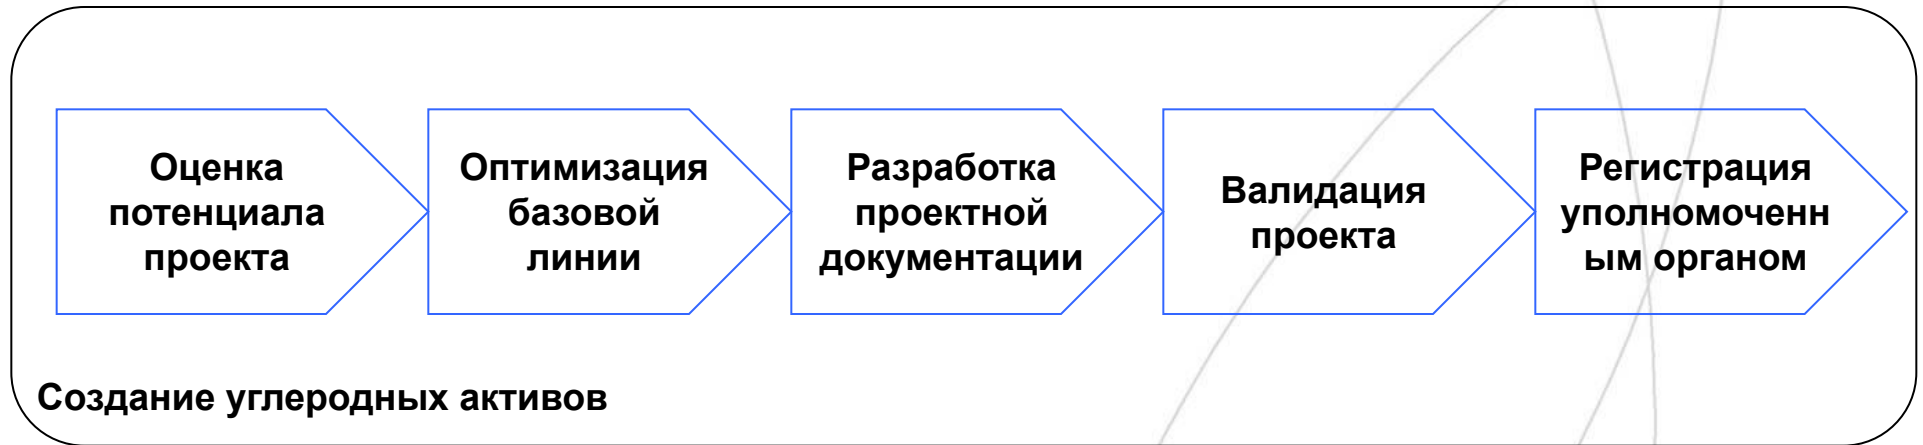 Оценка
потенциала
проекта
Оптимизация
базовой
линии
Разработка
проектной
документации
Валидация
проекта
Регистрация
уполномоченн
ым органом
Создание углеродных активов